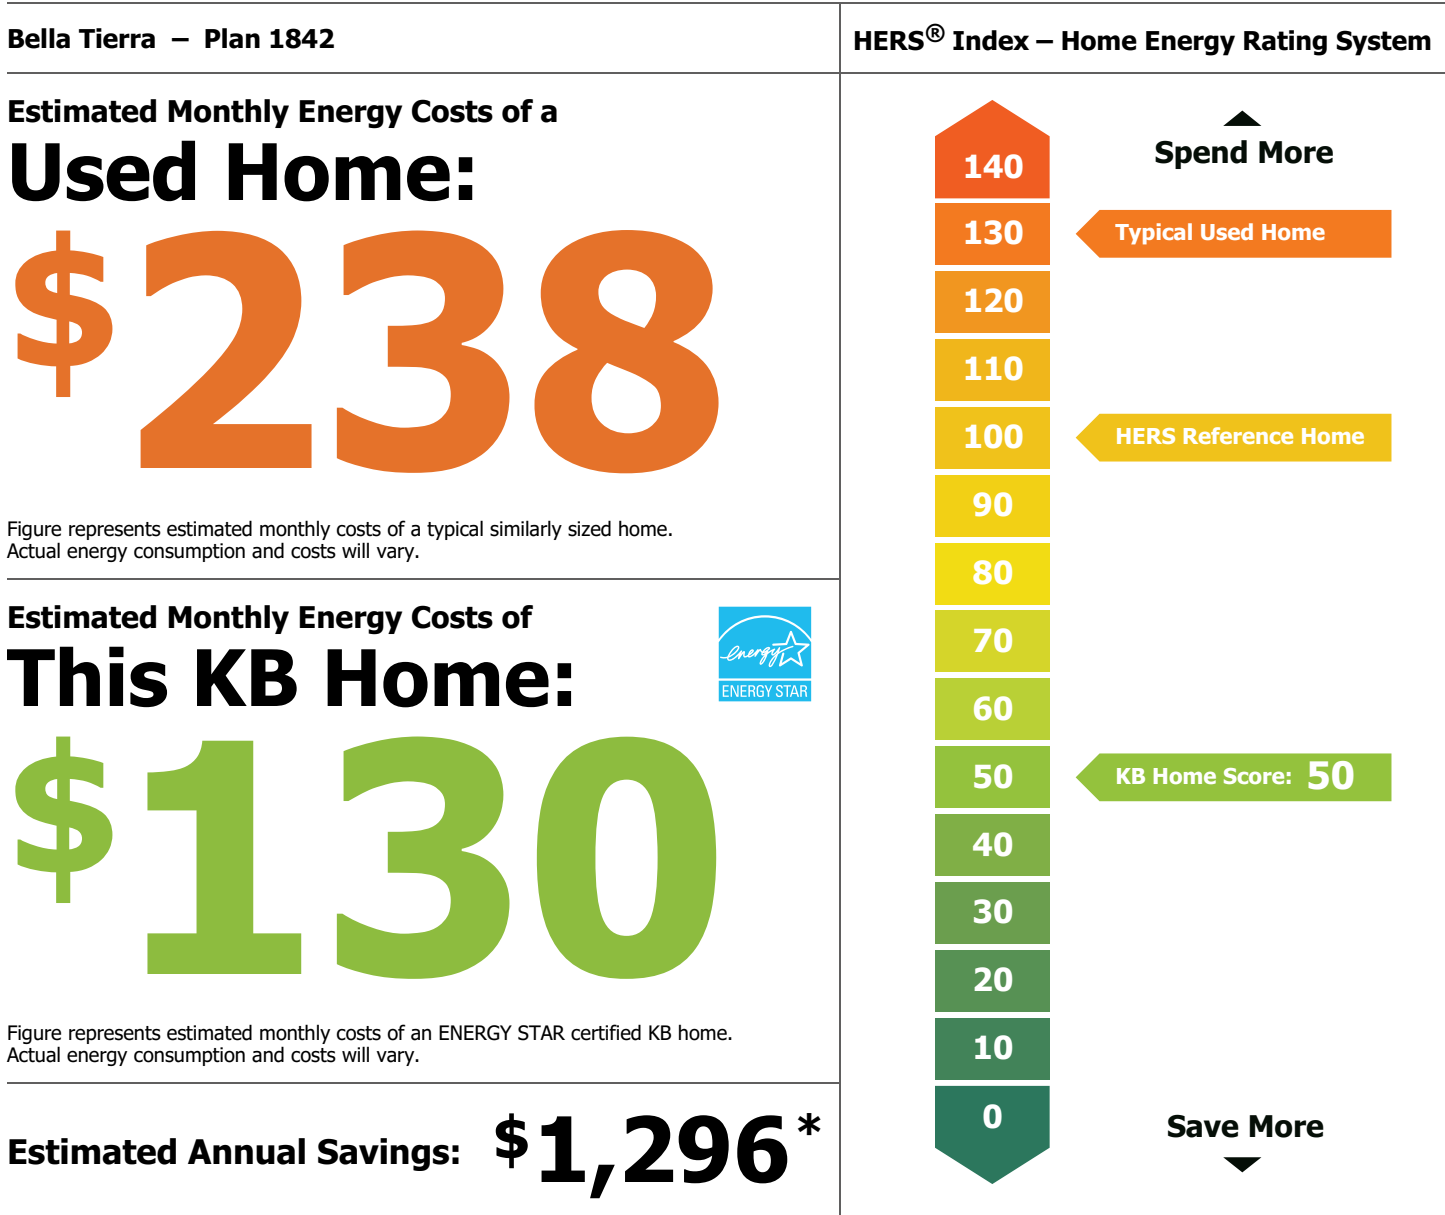 Bella Tierra – Plan 1842
Estimated Monthly Energy Costs of a
Used Home:
$238
Figure represents estimated monthly costs of a typical similarly sized home.
Actual energy consumption and costs will vary.
Estimated Monthly Energy Costs of
This KB Home:
energy
ENERGY STAR
$130
Figure represents estimated monthly costs of an ENERGY STAR certified KB home.
Actual energy consumption and costs will vary.
Estimated Annual Savings: $1,296*
HERS® Index – Home Energy Rating System
Spend More
140
130
Typical Used Home
120
110
100
HERS Reference Home
90
80
70
60
50
KB Home Score: 50
40
30
20
10
0
Save More